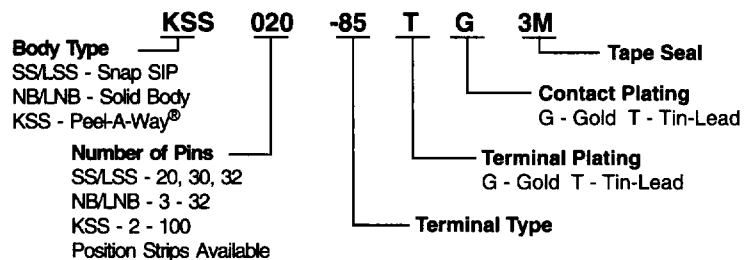 KSS 020 -85 T G 3M
Body Type
SS/LSS - Snap SIP
NB/LNB - Solid Body
KSS - Peel-A-Way®
Number of Pins
SS/LSS - 20, 30, 32
NB/LNB - 3 - 32
KSS - 2 - 100
Position Strips Available
Tape Seal
Contact Plating
G - Gold T - Tin-Lead
Terminal Plating
G - Gold T - Tin-Lead
Terminal Type